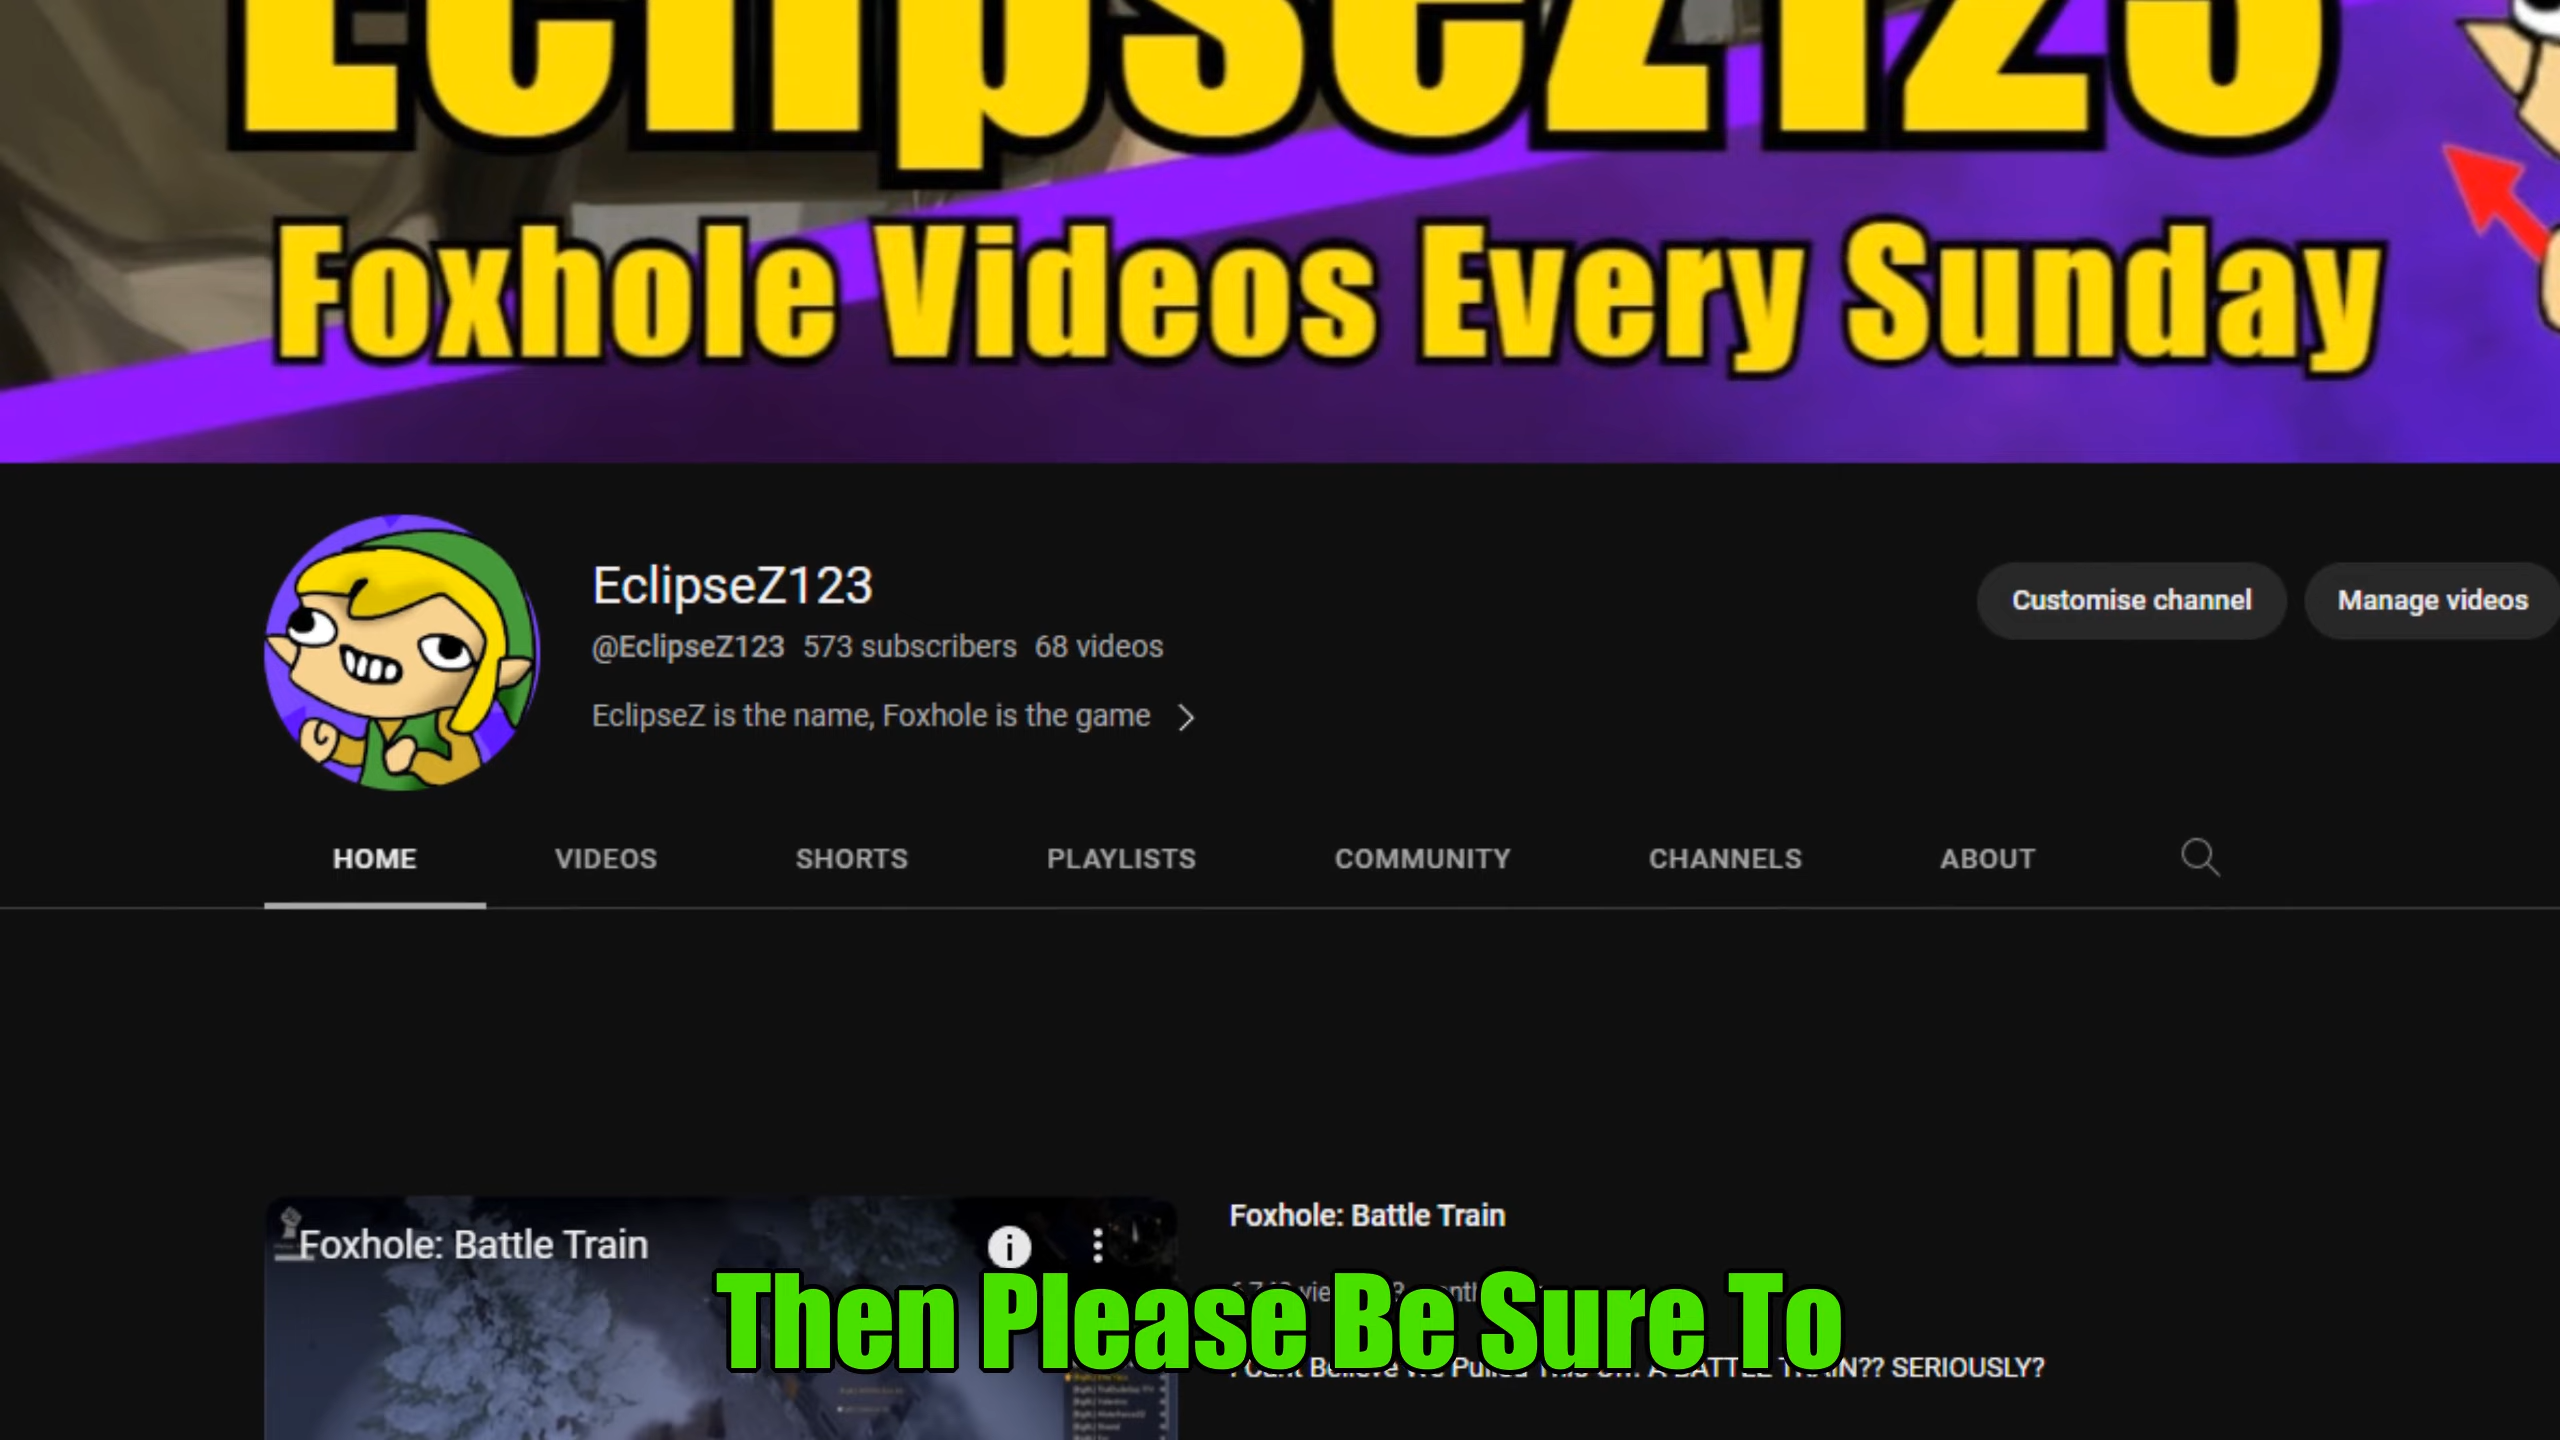 EclipseZ123
Foxhole Videos Every Sunday
EclipseZ123
@EclipseZ123 573 subscribers 68 videos
EclipseZ is the name, Foxhole is the game
Customise channel
Manage videos
HOME
VIDEOS
SHORTS
PLAYLISTS
COMMUNITY
CHANNELS
ABOUT
Foxhole: Battle Train
Foxhole: Battle Train
Then Please Be Sure To
SERIOUSLY?